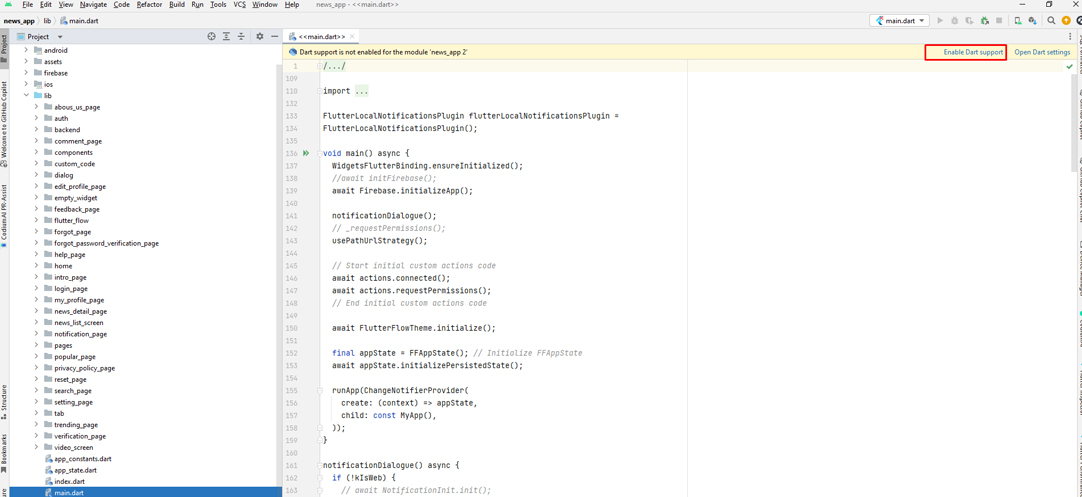 File Edit View Navigate Code Refactor Build Run Tools VCS Window Help news_app - <<main.dart>>
news_app lib main.dart
main.dart
Project
<<main.dart>>
Dart support is not enabled for the module 'news_app 2'
Enable Dart support
Open Dart settings
Project
Welcome to GitHub Copilot
CodiumAI PR-Assist
Structure
Bookmarks
android
assets
firebase
ios
lib
abous_us_page
auth
backend
comment_page
components
custom_code
dialog
edit_profile_page
empty_widget
feedback_page
flutter_flow
forgot_page
forgot_password_verification_page
help_page
home
intro_page
login_page
my_profile_page
news_detail_page
news_list_screen
notification_page
pages
popular_page
privacy_policy_page
reset_page
search_page
setting_page
tab
trending_page
verification_page
video_screen
app_constants.dart
app_state.dart
index.dart
main.dart
1 /.../
109
110 import ...
132
133 FlutterLocalNotificationsPlugin flutterLocalNotificationsPlugin =
134 FlutterLocalNotificationsPlugin();
135
136 void main() async {
137 WidgetsFlutterBinding.ensureInitialized();
138 //await initFirebase();
139 await Firebase.initializeApp();
140
141 notificationDialogue();
142 // _requestPermissions();
143 usePathUrlStrategy();
144
145 // Start initial custom actions code
146 await actions.connected();
147 await actions.requestPermissions();
148 // End initial custom actions code
149
150 await FlutterFlowTheme.initialize();
151
152 final appState = FFAppState(); // Initialize FFAppState
153 await appState.initializePersistedState();
154
155 runApp(ChangeNotifierProvider(
156 create: (context) => appState,
157 child: const MyApp(),
158 ));
159 }
160
161 notificationDialogue() async {
162 if (!kIsWeb) {
163 // await NotificationInit.init();